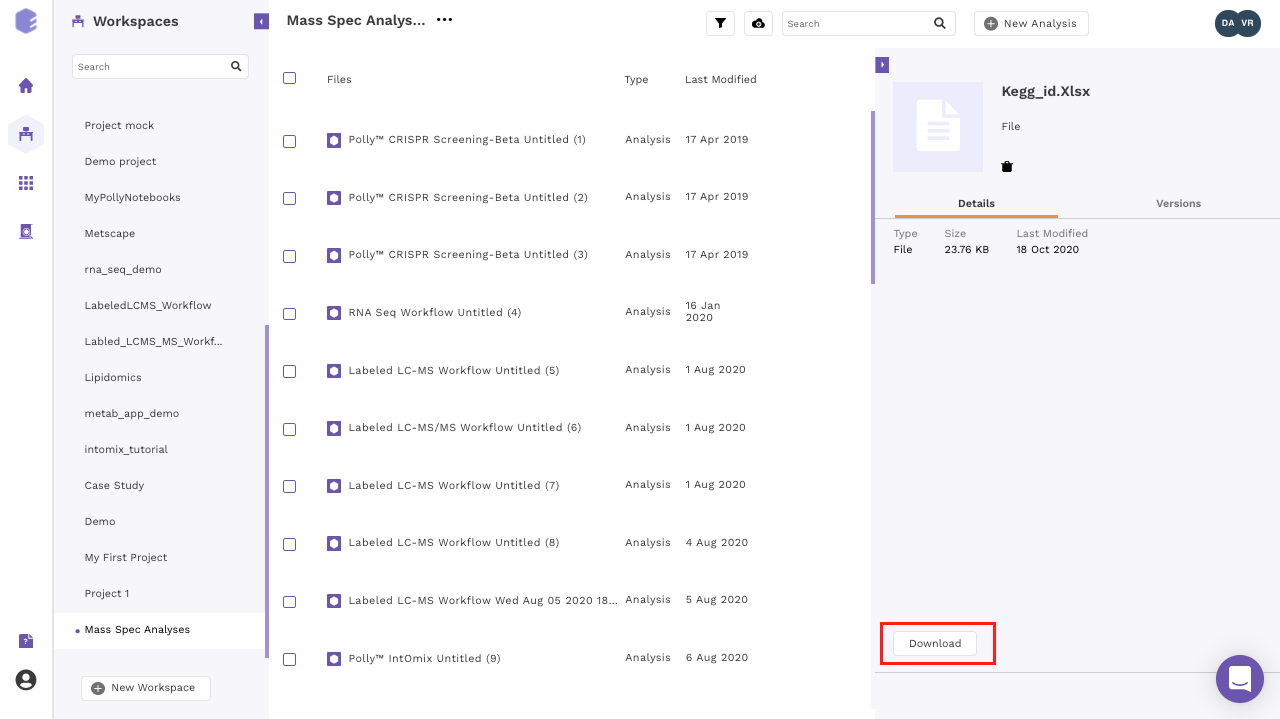 Workspaces
Search
Project mock
Demo project
MyPollyNotebooks
Metscape
rna_seq_demo
LabeledLCMS_Workflow
Labled_LCMS_MS_Workf...
Lipidomics
metab_app_demo
intomix_tutorial
Case Study
Demo
My First Project
Project 1
Mass Spec Analyses
New Workspace
?
Mass Spec Analys... •••
Search
New Analysis
DA VR
Files Type Last Modified
Polly™ CRISPR Screening-Beta Untitled (1) Analysis 17 Apr 2019
Polly™ CRISPR Screening-Beta Untitled (2) Analysis 17 Apr 2019
Polly™ CRISPR Screening-Beta Untitled (3) Analysis 17 Apr 2019
RNA Seq Workflow Untitled (4) Analysis 16 Jan
2020
Labeled LC-MS Workflow Untitled (5) Analysis 1 Aug 2020
Labeled LC-MS/MS Workflow Untitled (6) Analysis 1 Aug 2020
Labeled LC-MS Workflow Untitled (7) Analysis 1 Aug 2020
Labeled LC-MS Workflow Untitled (8) Analysis 4 Aug 2020
Labeled LC-MS Workflow Wed Aug 05 2020 18... Analysis 5 Aug 2020
Polly™ IntOmix Untitled (9) Analysis 6 Aug 2020
Kegg_id.Xlsx
File
Details Versions
Type Size Last Modified
File 23.76 KB 18 Oct 2020
Download